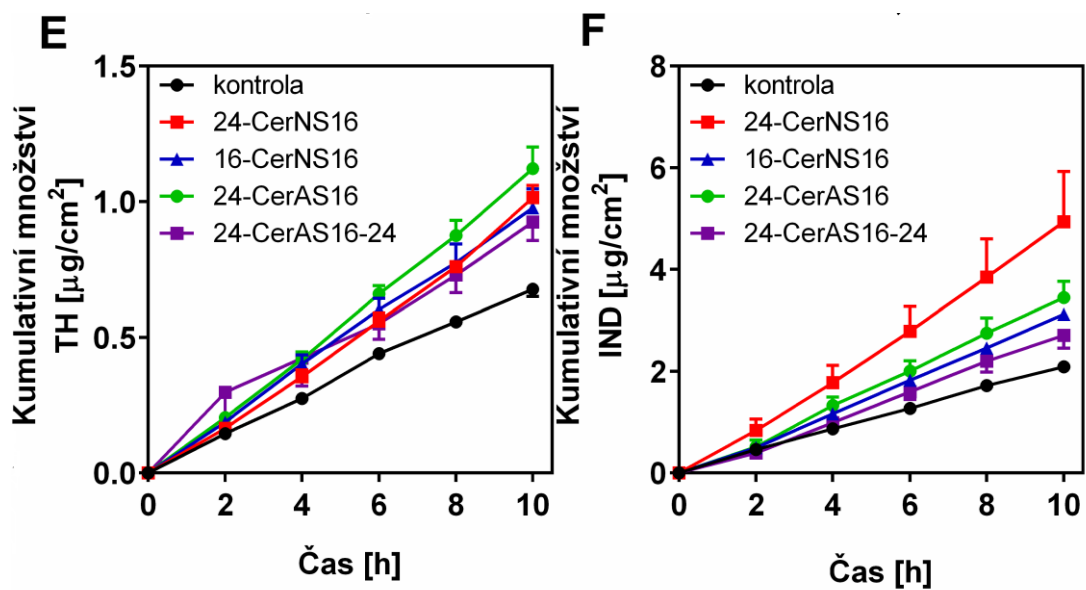 E
Kumulativní množství
TH [µg/cm²]
1.5
1.0
0.5
0.0
kontrola
24-CerNS16
16-CerNS16
24-CerAS16
24-CerAS16-24
0 2 4 6 8 10
Čas [h]
F
Kumulativní množství
IND [µg/cm²]
8
6
4
2
0
kontrola
24-CerNS16
16-CerNS16
24-CerAS16
24-CerAS16-24
0 2 4 6 8 10
Čas [h]